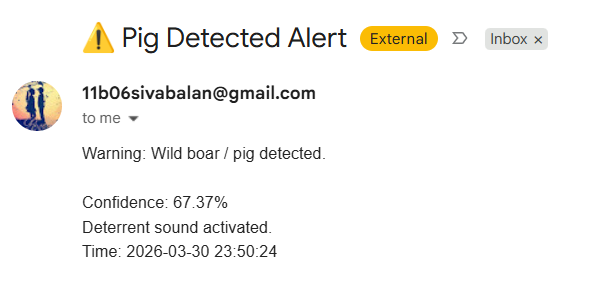 ⚠️ Pig Detected Alert External Inbox ×
11b06sivabalan@gmail.com
to me
Warning: Wild boar / pig detected.
Confidence: 67.37%
Deterrent sound activated.
Time: 2026-03-30 23:50:24